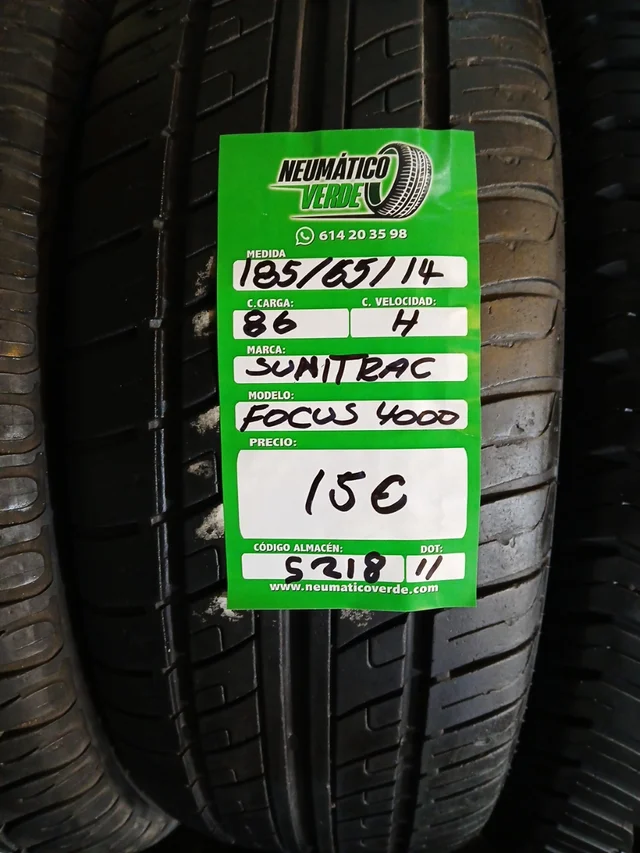 NEUMÁTICO
VERDE
614 20 35 98
MEDIDA
185/65/14
C.CARGA: C. VELOCIDAD:
86 H
MARCA:
SUMITRAC
MODELO:
FOCUS 4000
PRECIO:
15€
CÓDIGO ALMACÉN: DOT:
S218 11
www.neumaticoverde.com